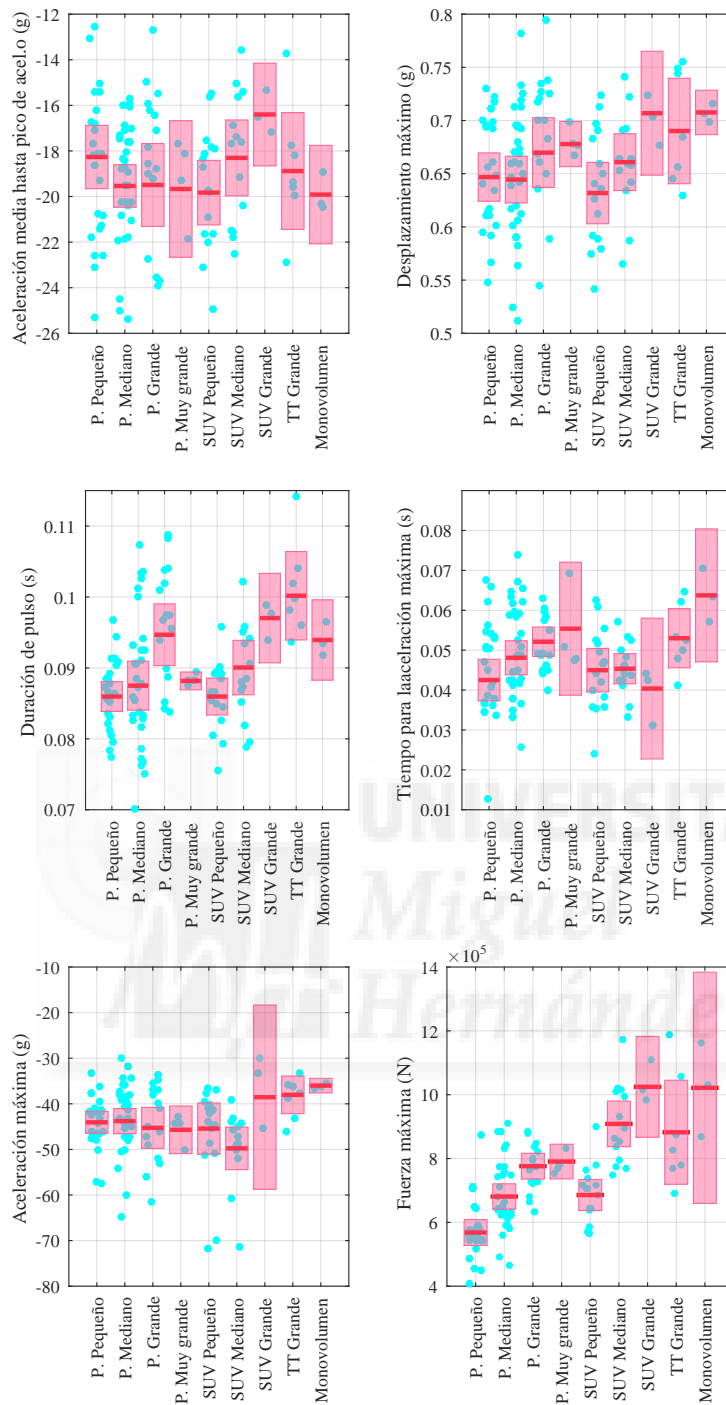 Aceleración media hasta pico de acel.o (g)
-12
-14
-16
-18
-20
-22
-24
-26
P. Pequeño
P. Mediano
P. Grande
P. Muy grande
SUV Pequeño
SUV Mediano
SUV Grande
TT Grande
Monovolumen
Desplazamiento máximo (g)
0.8
0.75
0.7
0.65
0.6
0.55
0.5
P. Pequeño
P. Mediano
P. Grande
P. Muy grande
SUV Pequeño
SUV Mediano
SUV Grande
TT Grande
Monovolumen
Duración de pulso (s)
0.11
0.1
0.09
0.08
0.07
P. Pequeño
P. Mediano
P. Grande
P. Muy grande
SUV Pequeño
SUV Mediano
SUV Grande
TT Grande
Monovolumen
Tiempo para laacelración máxima (s)
0.08
0.07
0.06
0.05
0.04
0.03
0.02
0.01
P. Pequeño
P. Mediano
P. Grande
P. Muy grande
SUV Pequeño
SUV Mediano
SUV Grande
TT Grande
Monovolumen
UNIVERSIT
Miguel
Hernánde
Aceleración máxima (g)
-10
-20
-30
-40
-50
-60
-70
-80
P. Pequeño
P. Mediano
P. Grande
P. Muy grande
SUV Pequeño
SUV Mediano
SUV Grande
TT Grande
Monovolumen
Fuerza máxima (N)
×10⁵
14
12
10
8
6
4
P. Pequeño
P. Mediano
P. Grande
P. Muy grande
SUV Pequeño
SUV Mediano
SUV Grande
TT Grande
Monovolumen